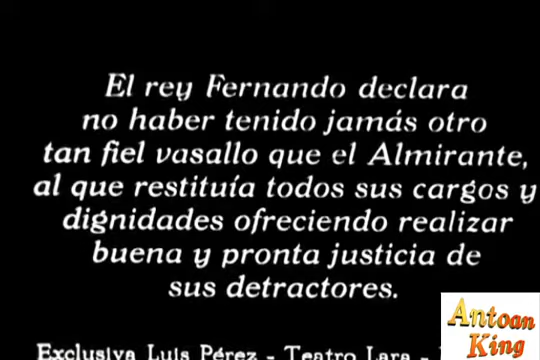 El rey Fernando declara
no haber tenido jamás otro
tan fiel vasallo que el Almirante,
al que restituía todos sus cargos y
dignidades ofreciendo realizar
buena y pronta justicia de
sus detractores.
Exclusiva Luis Pérez - Teatro Lara -
Antoan
King